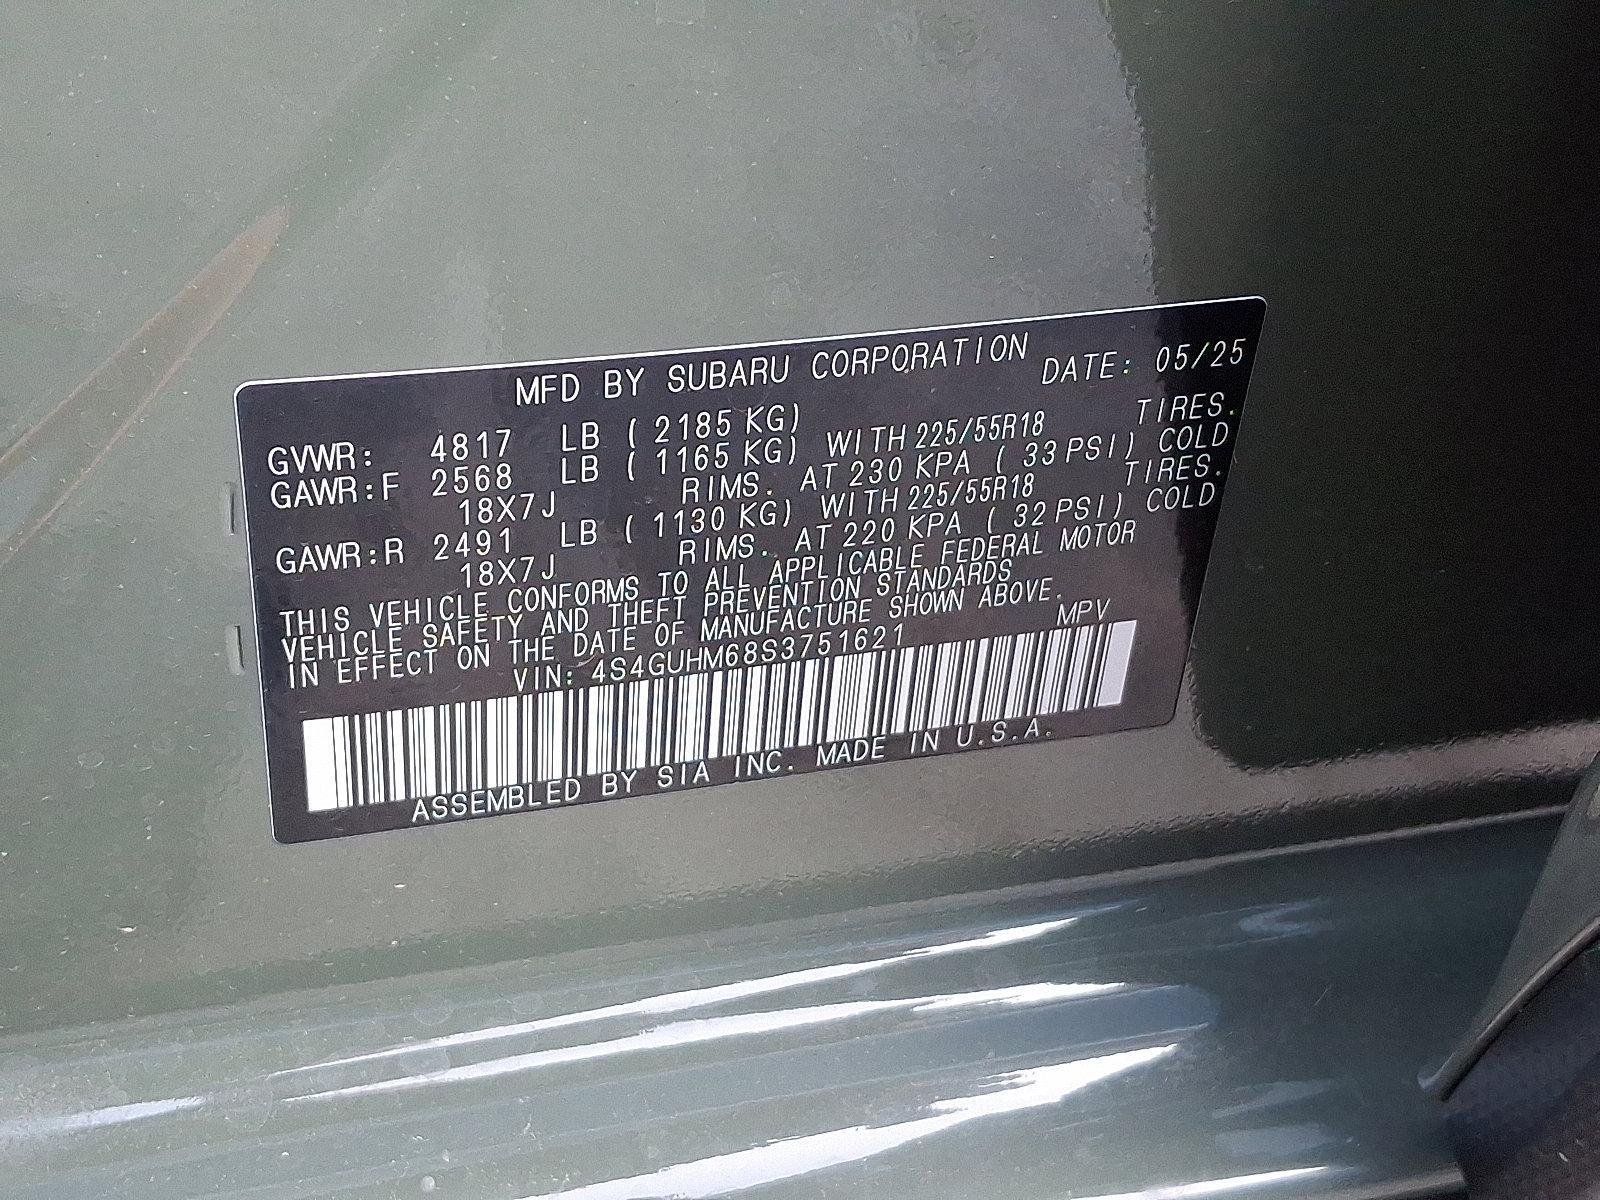 MFD BY SUBARU CORPORATION DATE: 05/25
GVWR: 4817 LB ( 2185 KG)
GAWR:F 2568 LB ( 1165 KG) WITH 225/55R18 TIRES.
18X7J RIMS. AT 230 KPA ( 33 PSI) COLD
GAWR:R 2491 LB ( 1130 KG) WITH 225/55R18 TIRES.
18X7J RIMS. AT 220 KPA ( 32 PSI) COLD
THIS VEHICLE CONFORMS TO ALL APPLICABLE FEDERAL MOTOR
VEHICLE SAFETY AND THEFT PREVENTION STANDARDS
IN EFFECT ON THE DATE OF MANUFACTURE SHOWN ABOVE.
VIN: 4S4GUHM68S3751621 MPV
ASSEMBLED BY SIA INC. MADE IN U.S.A.